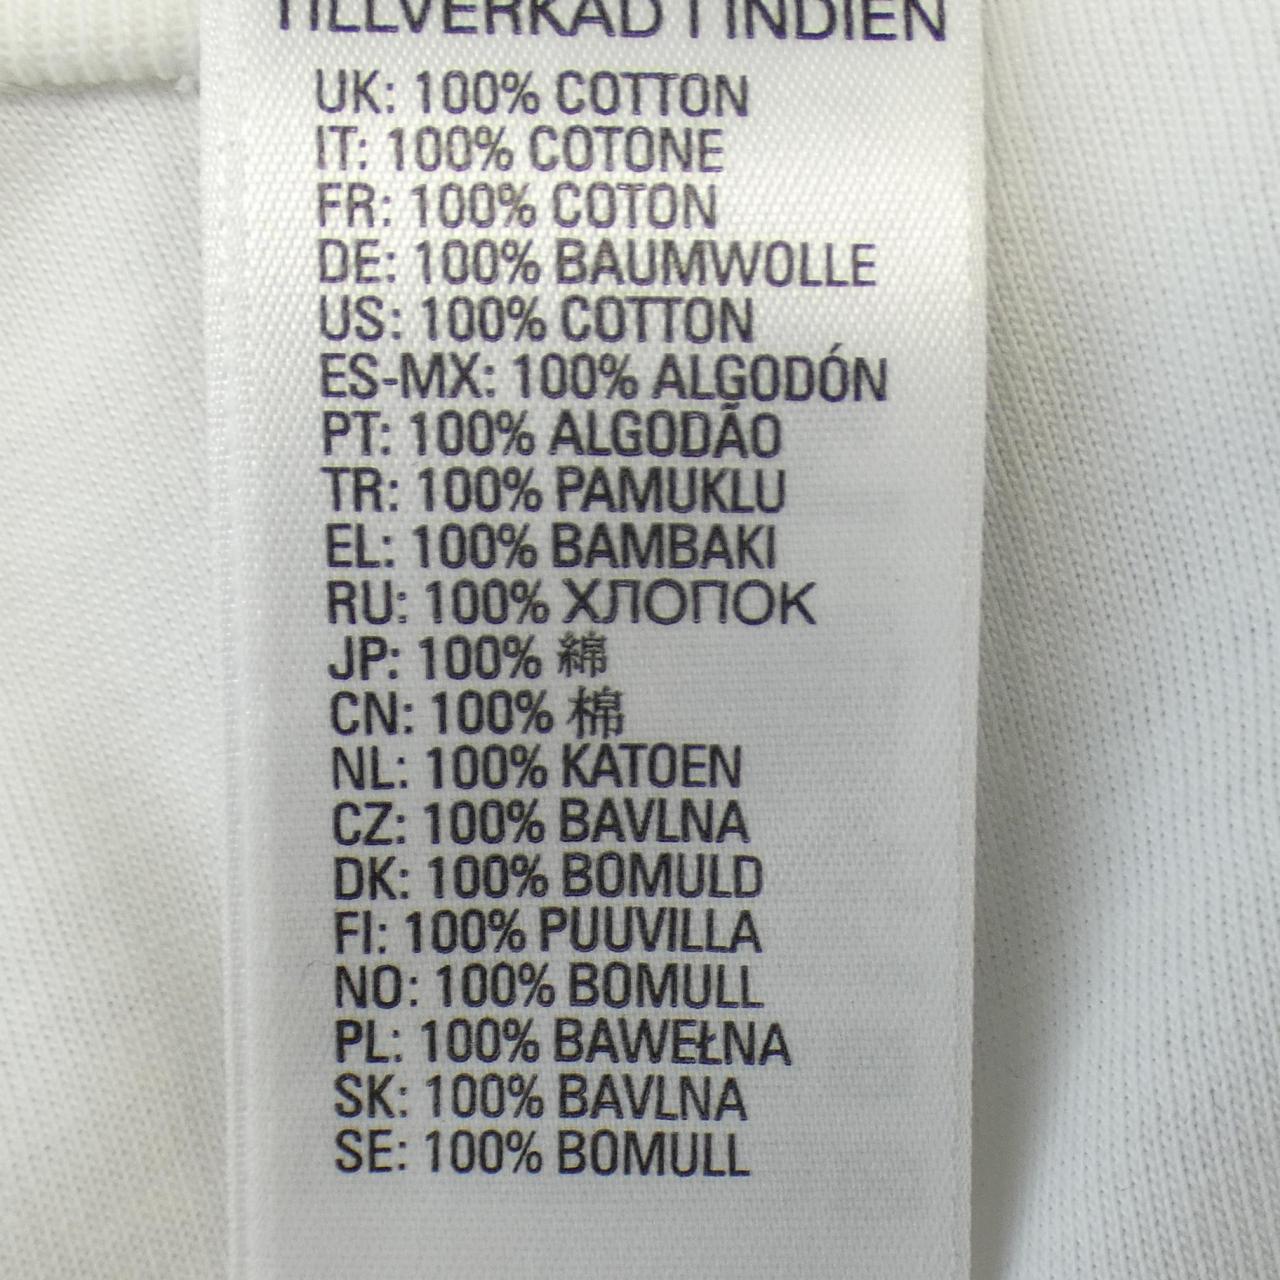 TILLVERKAD I INDIEN
UK: 100% COTTON
IT: 100% COTONE
FR: 100% COTON
DE: 100% BAUMWOLLE
US: 100% COTTON
ES-MX: 100% ALGODÓN
PT: 100% ALGODÃO
TR: 100% PAMUKLU
EL: 100% BAMBAKI
RU: 100% ХЛОПОК
JP: 100% 綿
CN: 100% 棉
NL: 100% KATOEN
CZ: 100% BAVLNA
DK: 100% BOMULD
FI: 100% PUUVILLA
NO: 100% BOMULL
PL: 100% BAWEŁNA
SK: 100% BAVLNA
SE: 100% BOMULL